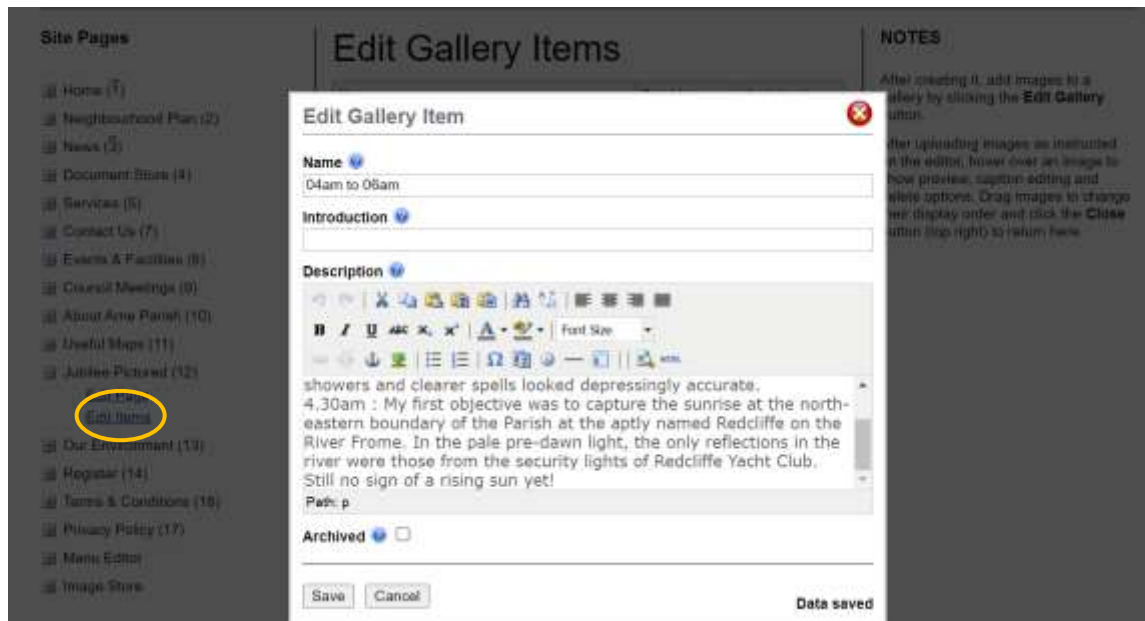 Site Pages
Home (1)
Neighbourhood Plan (2)
News (3)
Document Store (4)
Services (5)
Contact Us (7)
Events & Facilities (8)
Council Meetings (9)
About Arne Parish (10)
Useful Maps (11)
Jubilee Pictured (12)
Edit Page
Edit Items
Our Environment (13)
Register (14)
Terms & Conditions (16)
Privacy Policy (17)
Manu Editor
Image Store
Edit Gallery Items
Edit Gallery Item
Name
04am to 06am
Introduction
Description
B I U ABC x, x' A Font Size
HTML
showers and clearer spells looked depressingly accurate.
4.30am : My first objective was to capture the sunrise at the north-
eastern boundary of the Parish at the aptly named Redcliffe on the
River Frome. In the pale pre-dawn light, the only reflections in the
river were those from the security lights of Redcliffe Yacht Club.
Still no sign of a rising sun yet!
Path: p
Archived
Save Cancel
Data saved
NOTES
After creating it, add images to a
gallery by clicking the Edit Gallery
button.
After uploading images as instructed
in the editor, hover over an image to
show preview, caption editing and
delete options. Drag images to change
their display order and click the Close
button (top right) to return here.